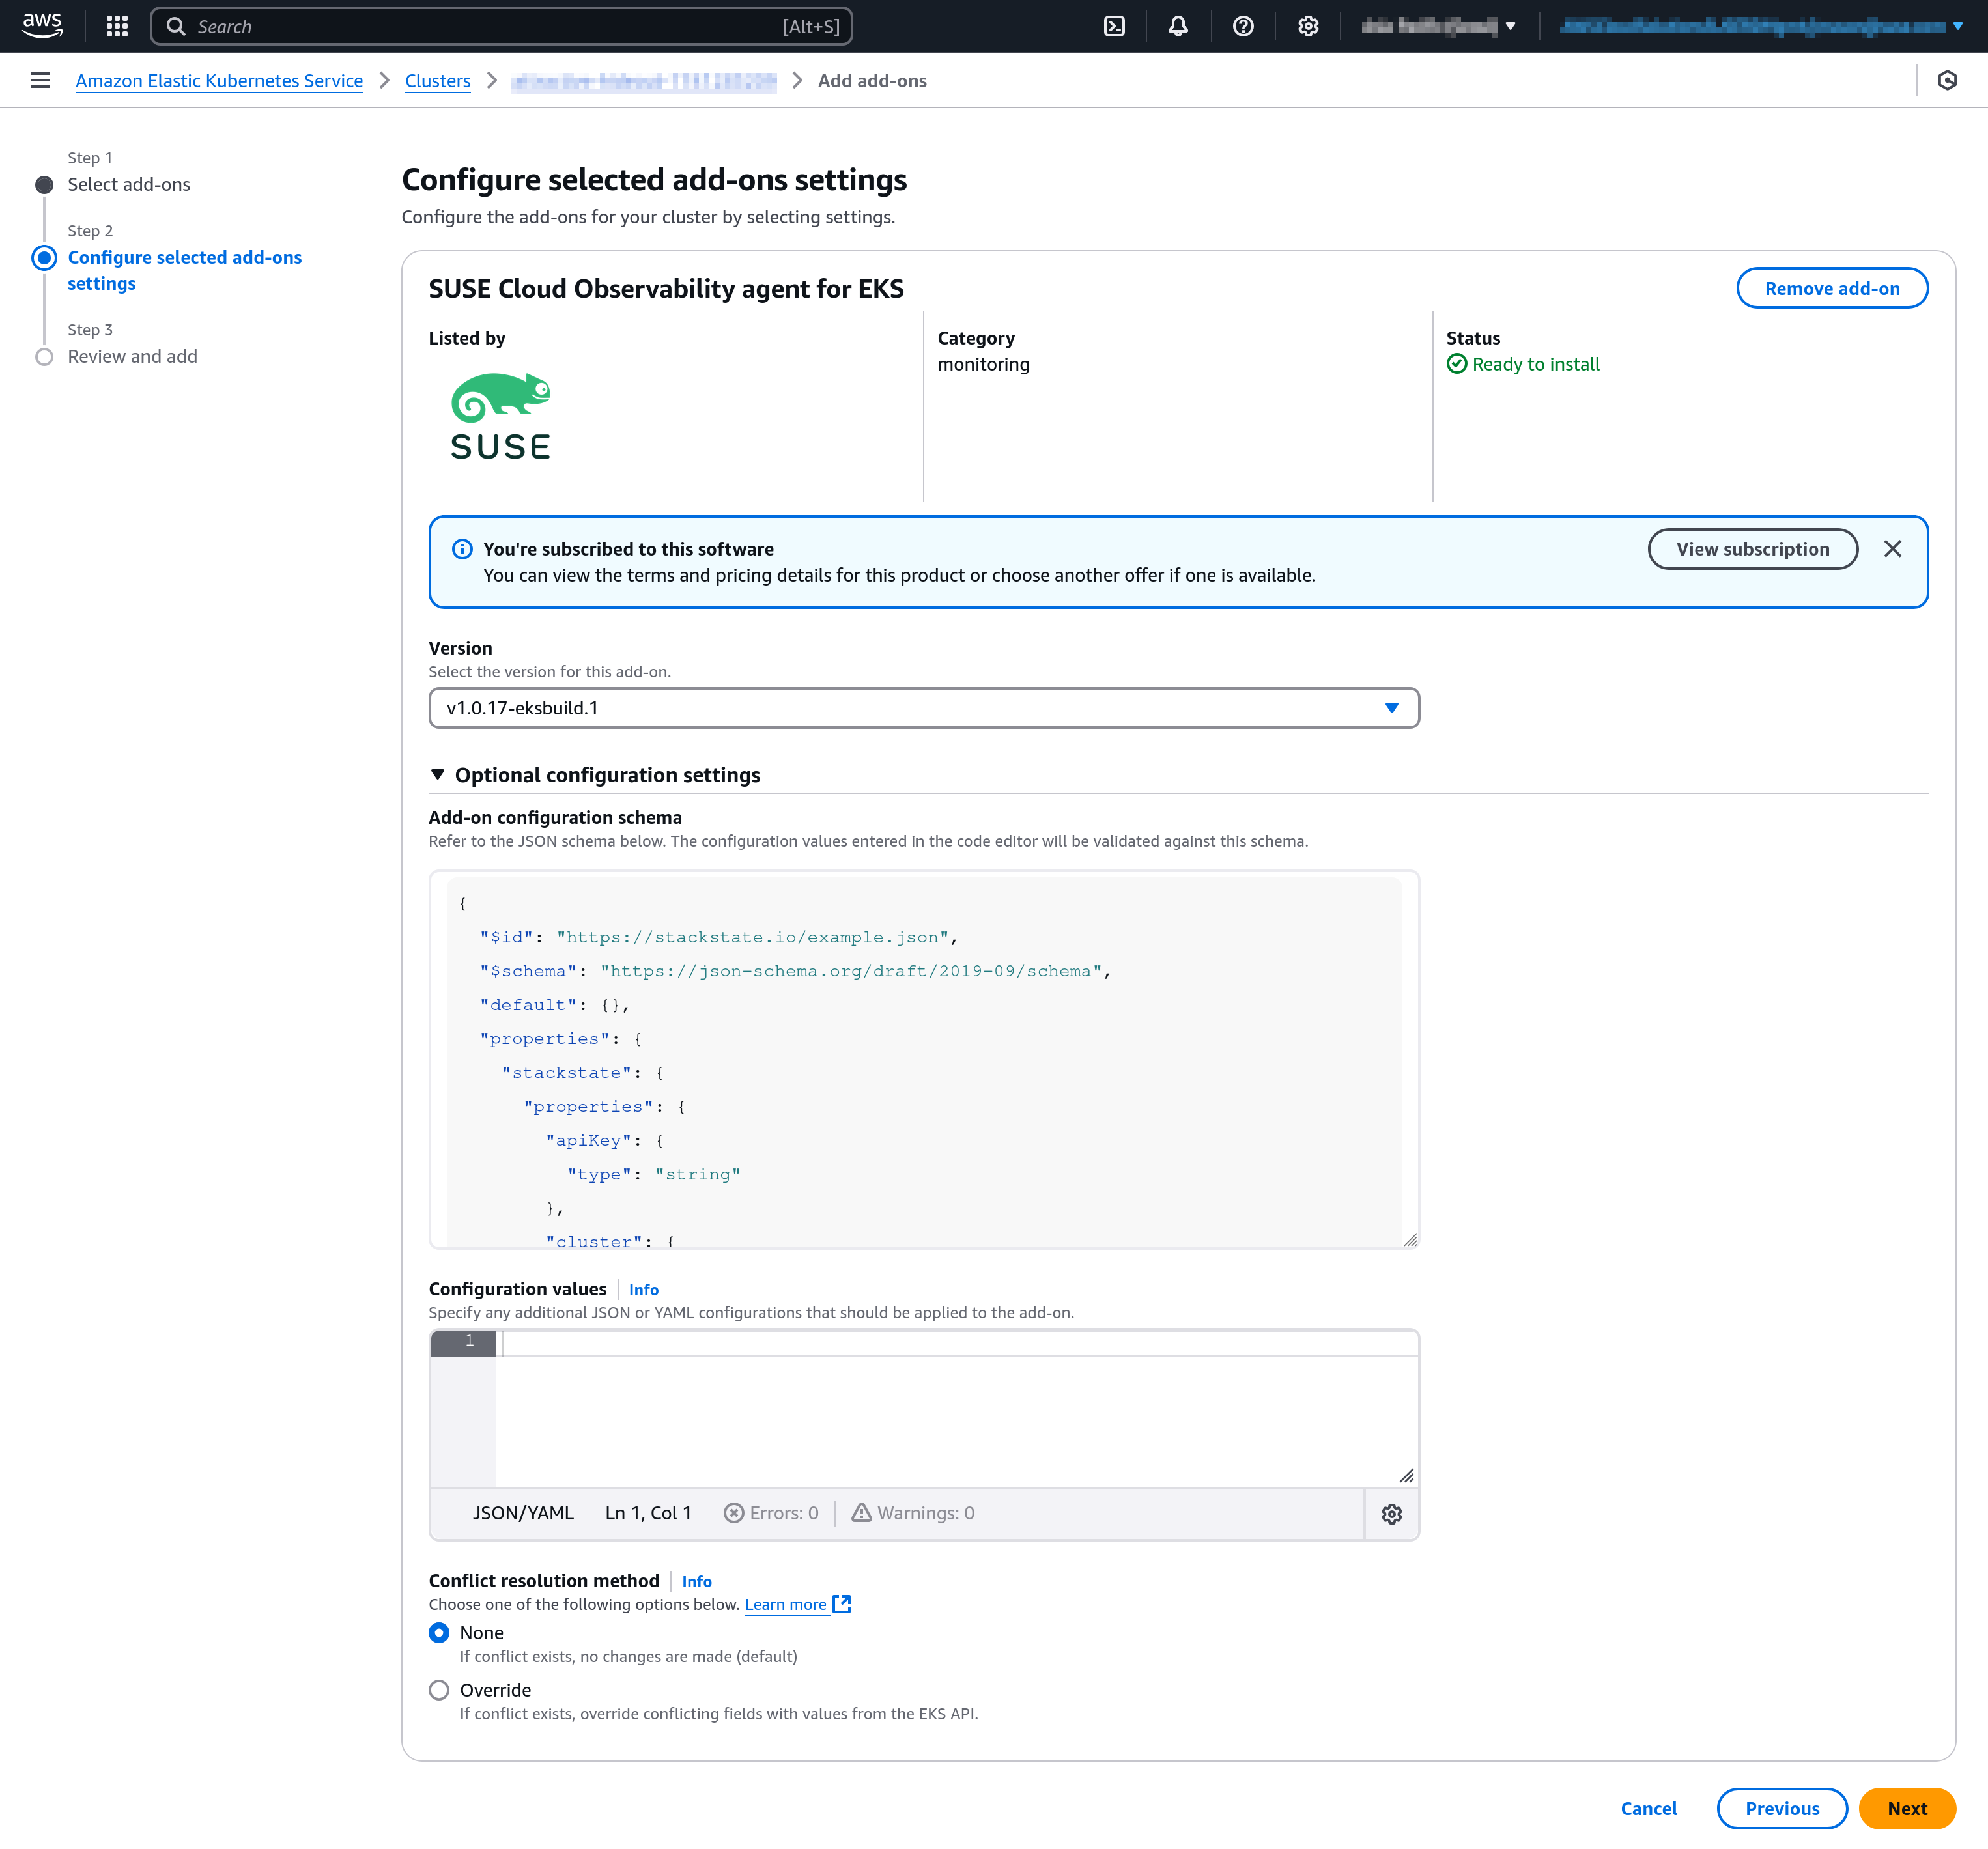 aws
Search [Alt+S]
Amazon Elastic Kubernetes Service > Clusters > > Add add-ons
Step 1
Select add-ons
Step 2
Configure selected add-ons
settings
Step 3
Review and add
Configure selected add-ons settings
Configure the add-ons for your cluster by selecting settings.
SUSE Cloud Observability agent for EKS
Remove add-on
Listed by
SUSE
Category
monitoring
Status
Ready to install
You're subscribed to this software
You can view the terms and pricing details for this product or choose another offer if one is available.
View subscription
Version
Select the version for this add-on.
v1.0.17-eksbuild.1
Optional configuration settings
Add-on configuration schema
Refer to the JSON schema below. The configuration values entered in the code editor will be validated against this schema.
{
"$id": "https://stackstate.io/example.json",
"$schema": "https://json-schema.org/draft/2019-09/schema",
"default": {},
"properties": {
"stackstate": {
"properties": {
"apiKey": {
"type": "string"
},
"cluster": {
Configuration values Info
Specify any additional JSON or YAML configurations that should be applied to the add-on.
1
JSON/YAML Ln 1, Col 1 Errors: 0 Warnings: 0
Conflict resolution method Info
Choose one of the following options below. Learn more
None
If conflict exists, no changes are made (default)
Override
If conflict exists, override conflicting fields with values from the EKS API.
Cancel Previous Next